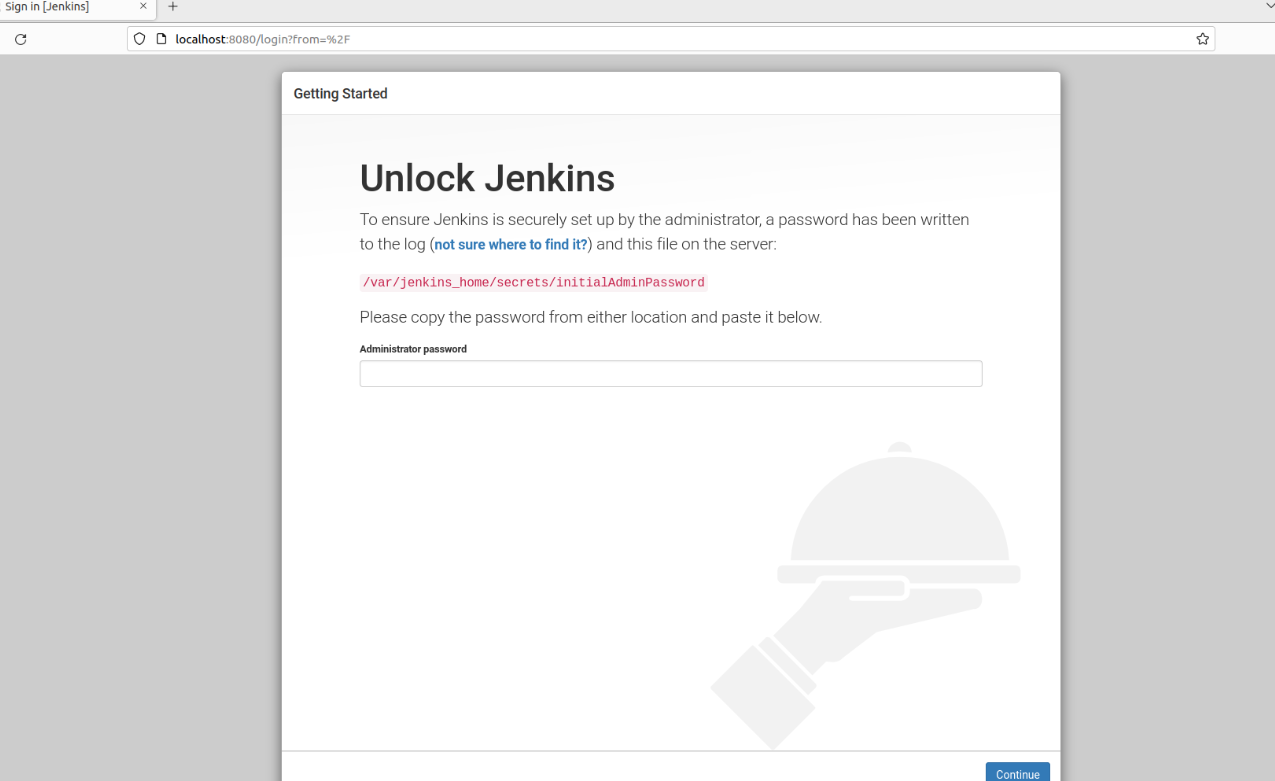 Sign in [Jenkins]
localhost:8080/login?from=%2F
Getting Started
Unlock Jenkins
To ensure Jenkins is securely set up by the administrator, a password has been written
to the log (not sure where to find it?) and this file on the server:
/var/jenkins_home/secrets/initialAdminPassword
Please copy the password from either location and paste it below.
Administrator password
Continue